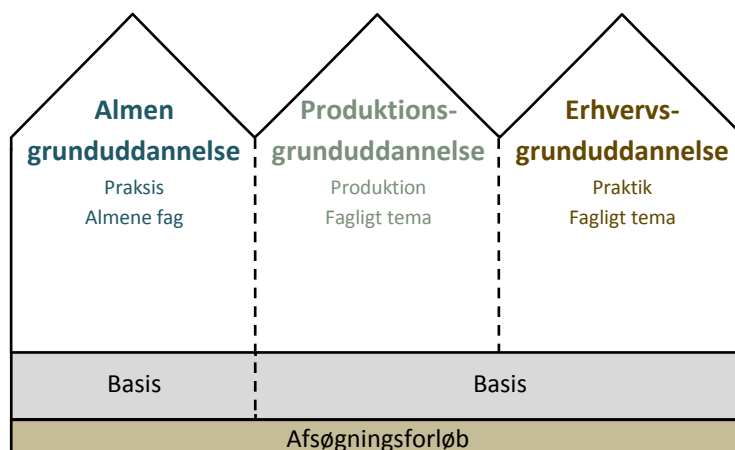 Almen
grunduddannelse
Praksis
Almene fag
Produktions-
grunduddannelse
Produktion
Fagligt tema
Erhvervs-
grunduddannelse
Praktik
Fagligt tema
Basis
Basis
Afsøgningsforløb